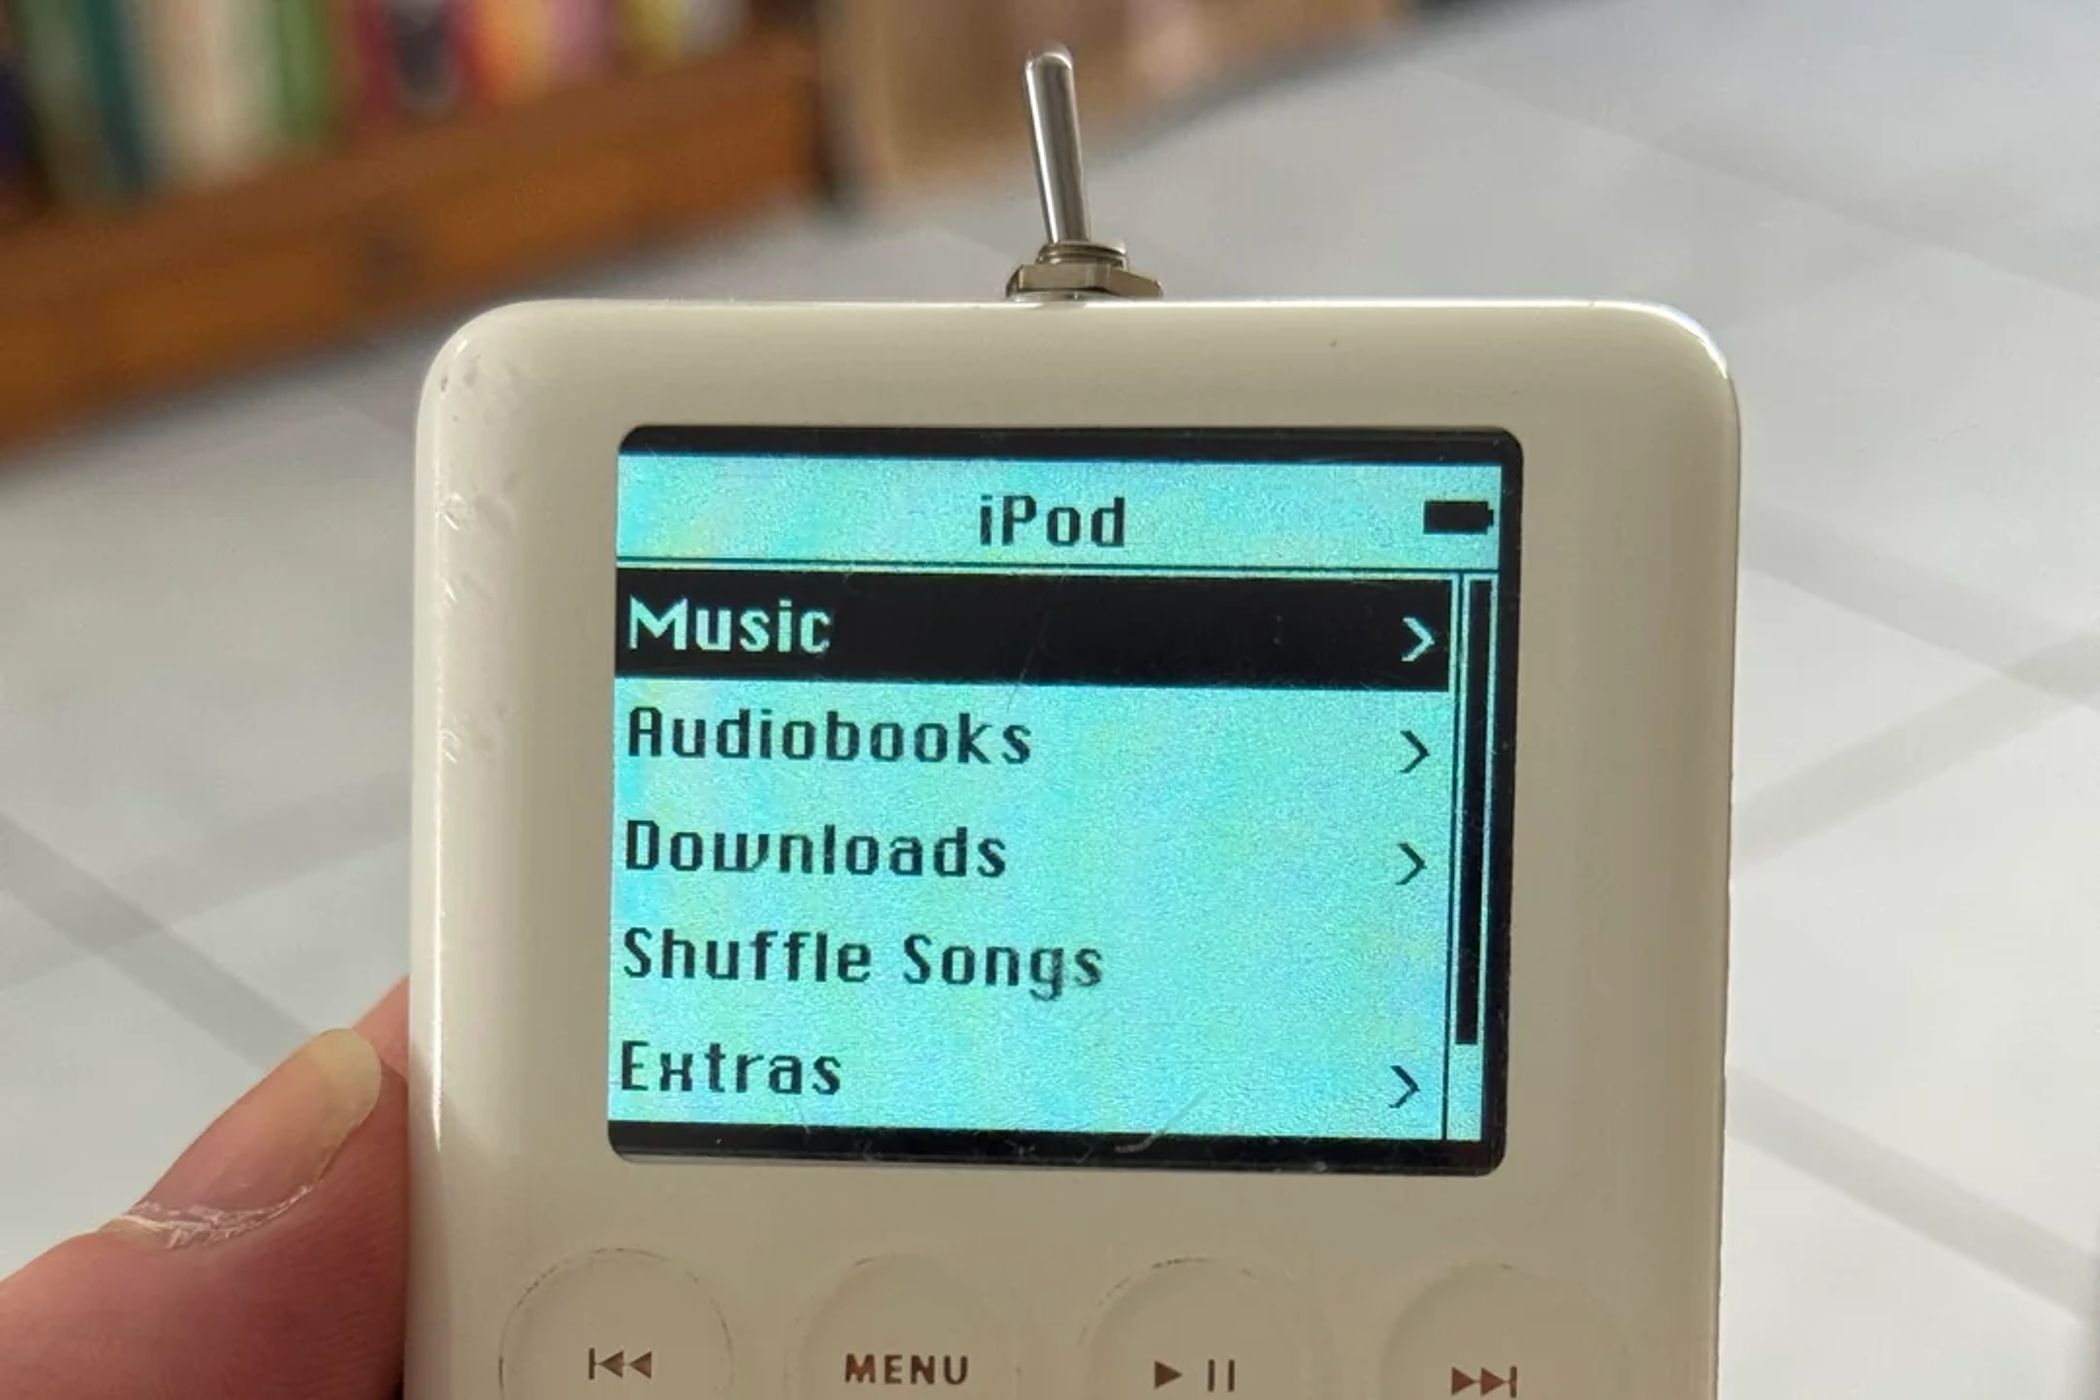 iPod
Music
Audiobooks
Downloads
Shuffle Songs
Extras
MENU